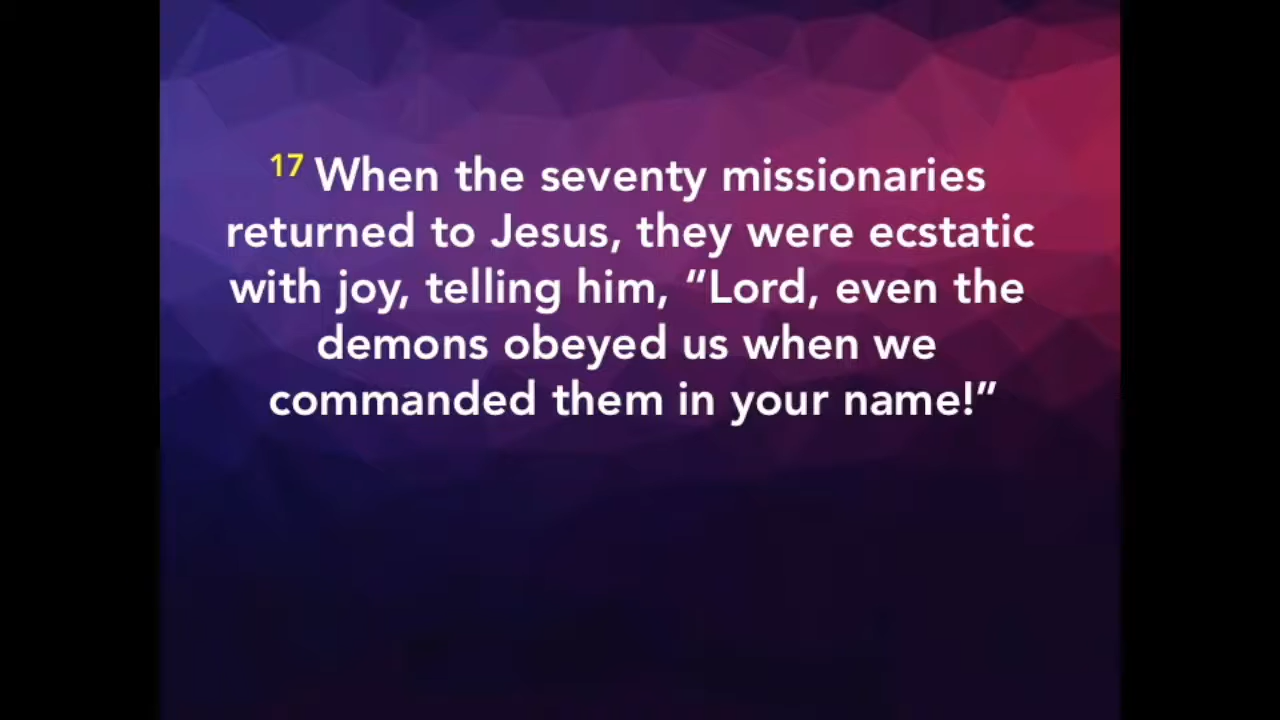 17 When the seventy missionaries
returned to Jesus, they were ecstatic
with joy, telling him, “Lord, even the
demons obeyed us when we
commanded them in your name!”